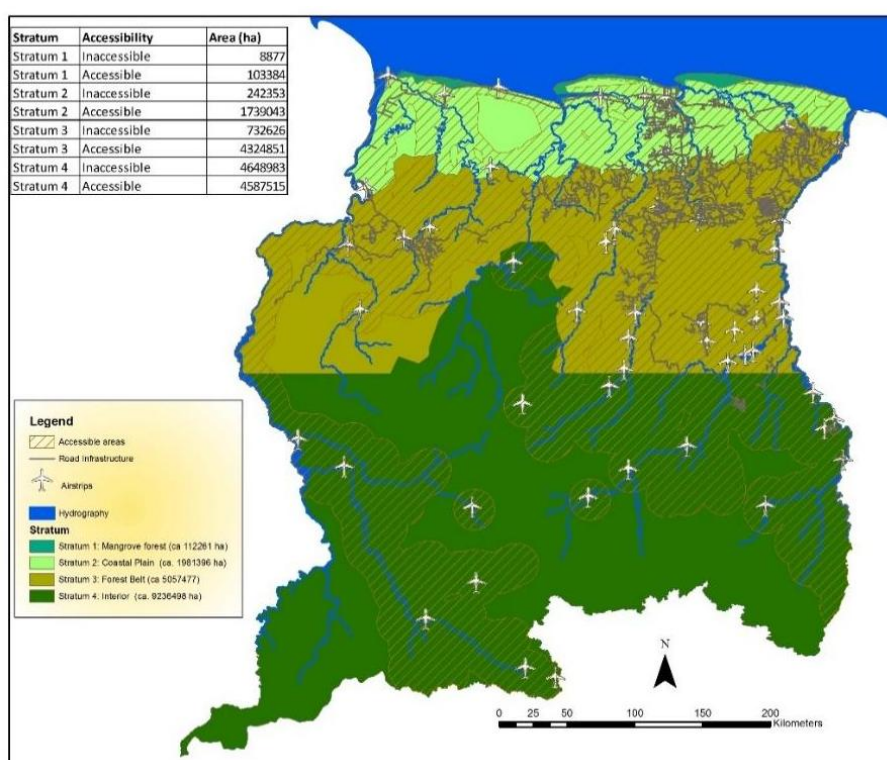 Stratum Accessibility Area (ha)
Stratum 1 Inaccessible 8877
Stratum 1 Accessible 103384
Stratum 2 Inaccessible 242353
Stratum 2 Accessible 1739043
Stratum 3 Inaccessible 732626
Stratum 3 Accessible 4324851
Stratum 4 Inaccessible 4648983
Stratum 4 Accessible 4587515
Legend
Accessible areas
Road Infrastructure
Airstrips
Hydrography
Stratum
Stratum 1: Mangrove forest (ca 112261 ha)
Stratum 2: Coastal Plain (ca. 1981396 ha)
Stratum 3: Forest Belt (ca 5057477)
Stratum 4: Interior (ca. 9236498 ha)
N
0 25 50 100 150 200
Kilometers